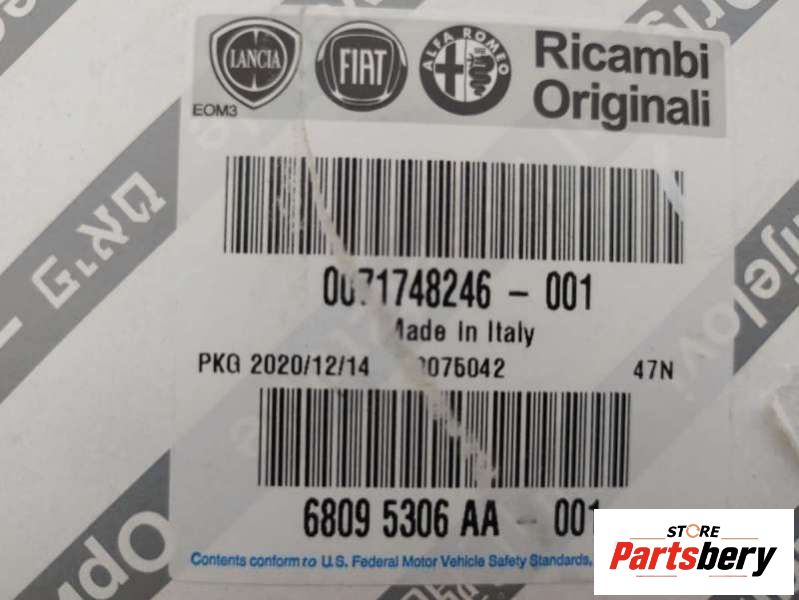 LANCIA FIAT ALFA ROMEO Ricambi
Originali
EOM3
0071748246 - 001
Made In Italy
PKG 2020/12/14 075042 47N
6809 5306 AA - 001
Contents conform to U.S. Federal Motor Vehicle Safety Standards,
STORE
Partsbery